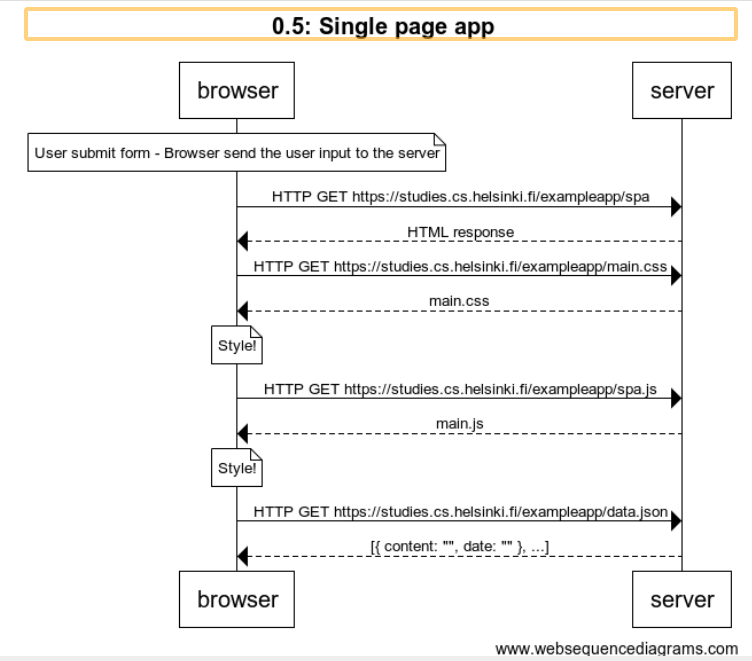 0.5: Single page app
browser
server
User submit form - Browser send the user input to the server
HTTP GET https://studies.cs.helsinki.fi/exampleapp/spa
HTML response
HTTP GET https://studies.cs.helsinki.fi/exampleapp/main.css
main.css
Style!
HTTP GET https://studies.cs.helsinki.fi/exampleapp/spa.js
main.js
Style!
HTTP GET https://studies.cs.helsinki.fi/exampleapp/data.json
[{ content: "", date: "" }, ...]
browser
server
www.websequencediagrams.com